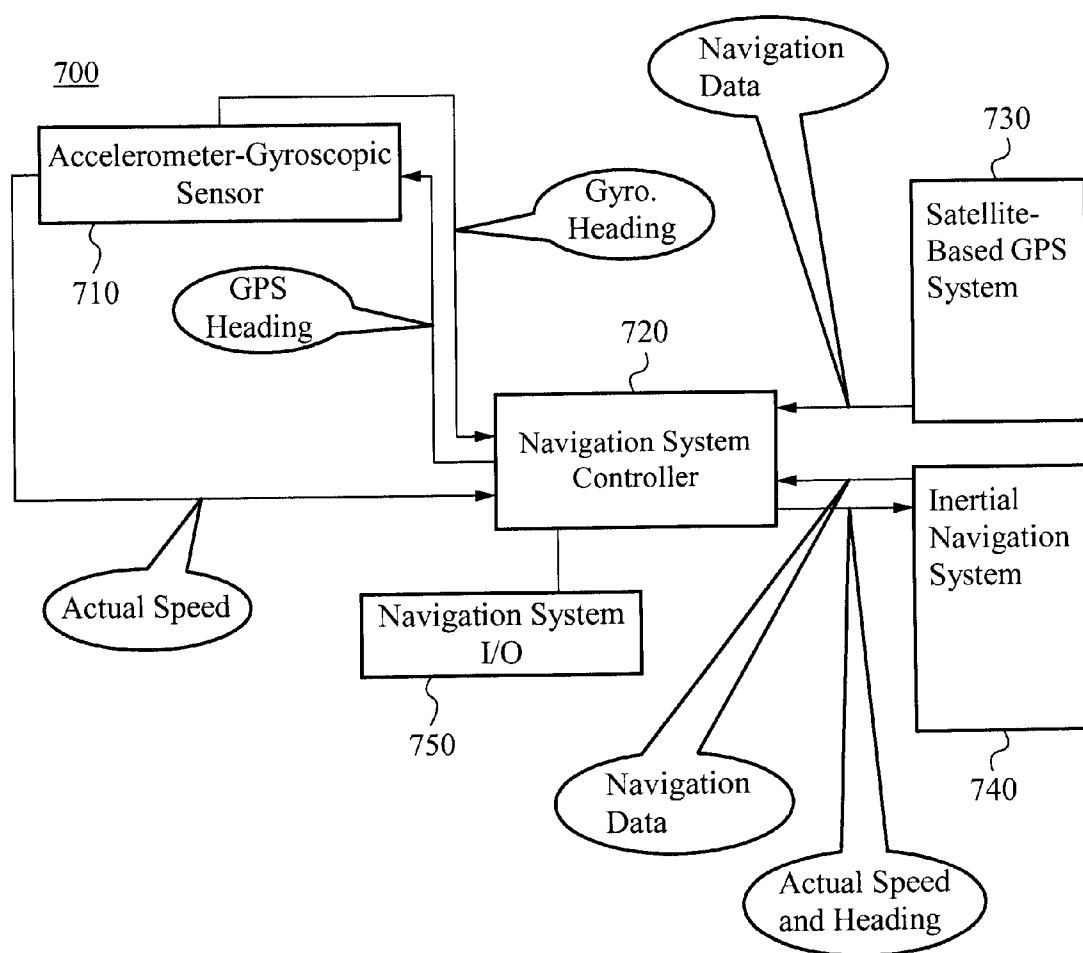 700
Accelerometer-Gyroscopic
Sensor
710
Gyro.
Heading
GPS
Heading
Navigation
Data
730
Satellite-
Based GPS
System
720
Navigation System
Controller
Inertial
Navigation
System
740
Actual Speed
Navigation System
I/O
750
Navigation
Data
Actual Speed
and Heading